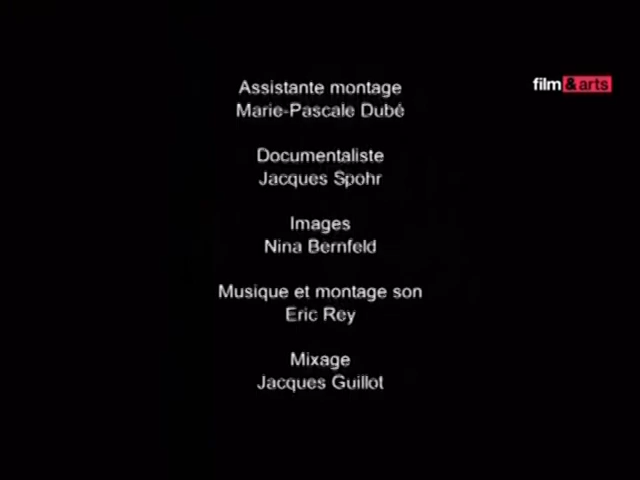 Assistante montage
film&arts
Marie-Pascale Dubé
Documentaliste
Jacques Spohr
Images
Nina Bernfeld
Musique et montage son
Eric Rey
Mixage
Jacques Guillot